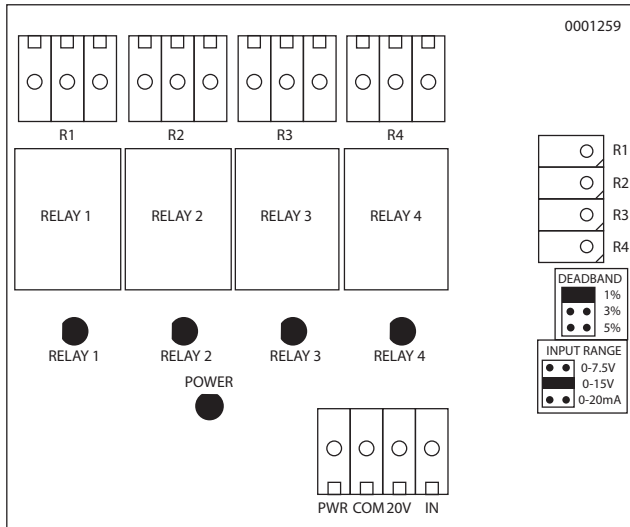 0001259
R1 R2 R3 R4
R1
R2
R3
R4
RELAY 1 RELAY 2 RELAY 3 RELAY 4
DEADBAND
1%
3%
5%
RELAY 1 RELAY 2 RELAY 3 RELAY 4
INPUT RANGE
0-7.5V
0-15V
0-20mA
POWER
PWR COM 20V IN